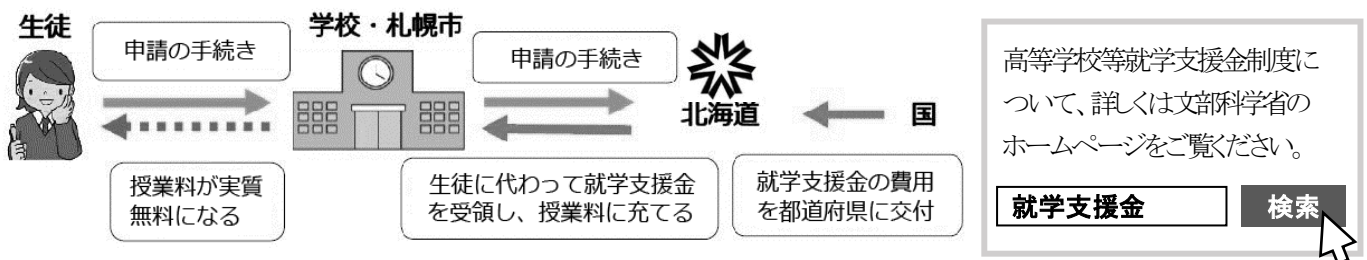 生徒
申請の手続き
授業料が実質
無料になる
学校・札幌市
申請の手続き
生徒に代わって就学支援金
を受領し、授業料に充てる
北海道
国
就学支援金の費用
を都道府県に交付
高等学校等就学支援金制度に
ついて、詳しくは文部科学省の
ホームページをご覧ください。
就学支援金
検索